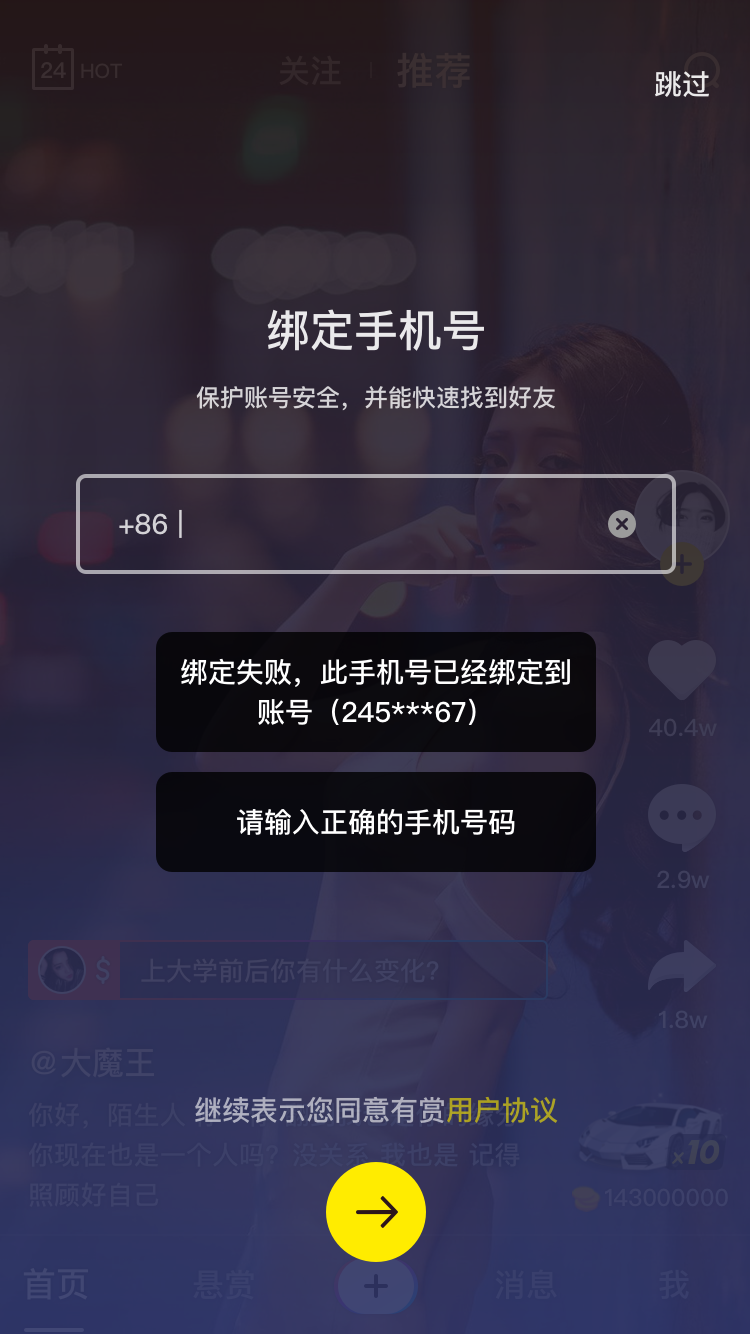 24 HOT
关注
推荐
跳过
绑定手机号
保护账号安全，并能快速找到好友
+86
绑定失败，此手机号已经绑定到
账号（245***67）
请输入正确的手机号码
40.4w
2.9w
$ 上大学前后你有什么变化?
1.8w
@大魔王
继续表示您同意有赏用户协议
你好，陌生人
你现在也是一个人吗？没关系 我也是 记得
照顾好自己
x10
143000000
首页
悬赏
消息
我